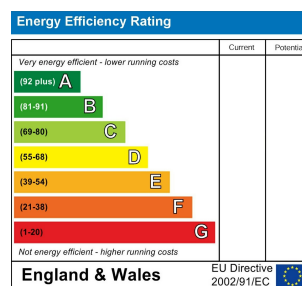 Energy Efficiency Rating
Current Potentia
Very energy efficient - lower running costs
(92 plus) A
(81-91) B
(69-80) C
(55-68) D
(39-54) E
(21-38) F
(1-20) G
Not energy efficient - higher running costs
England & Wales
EU Directive
2002/91/EC